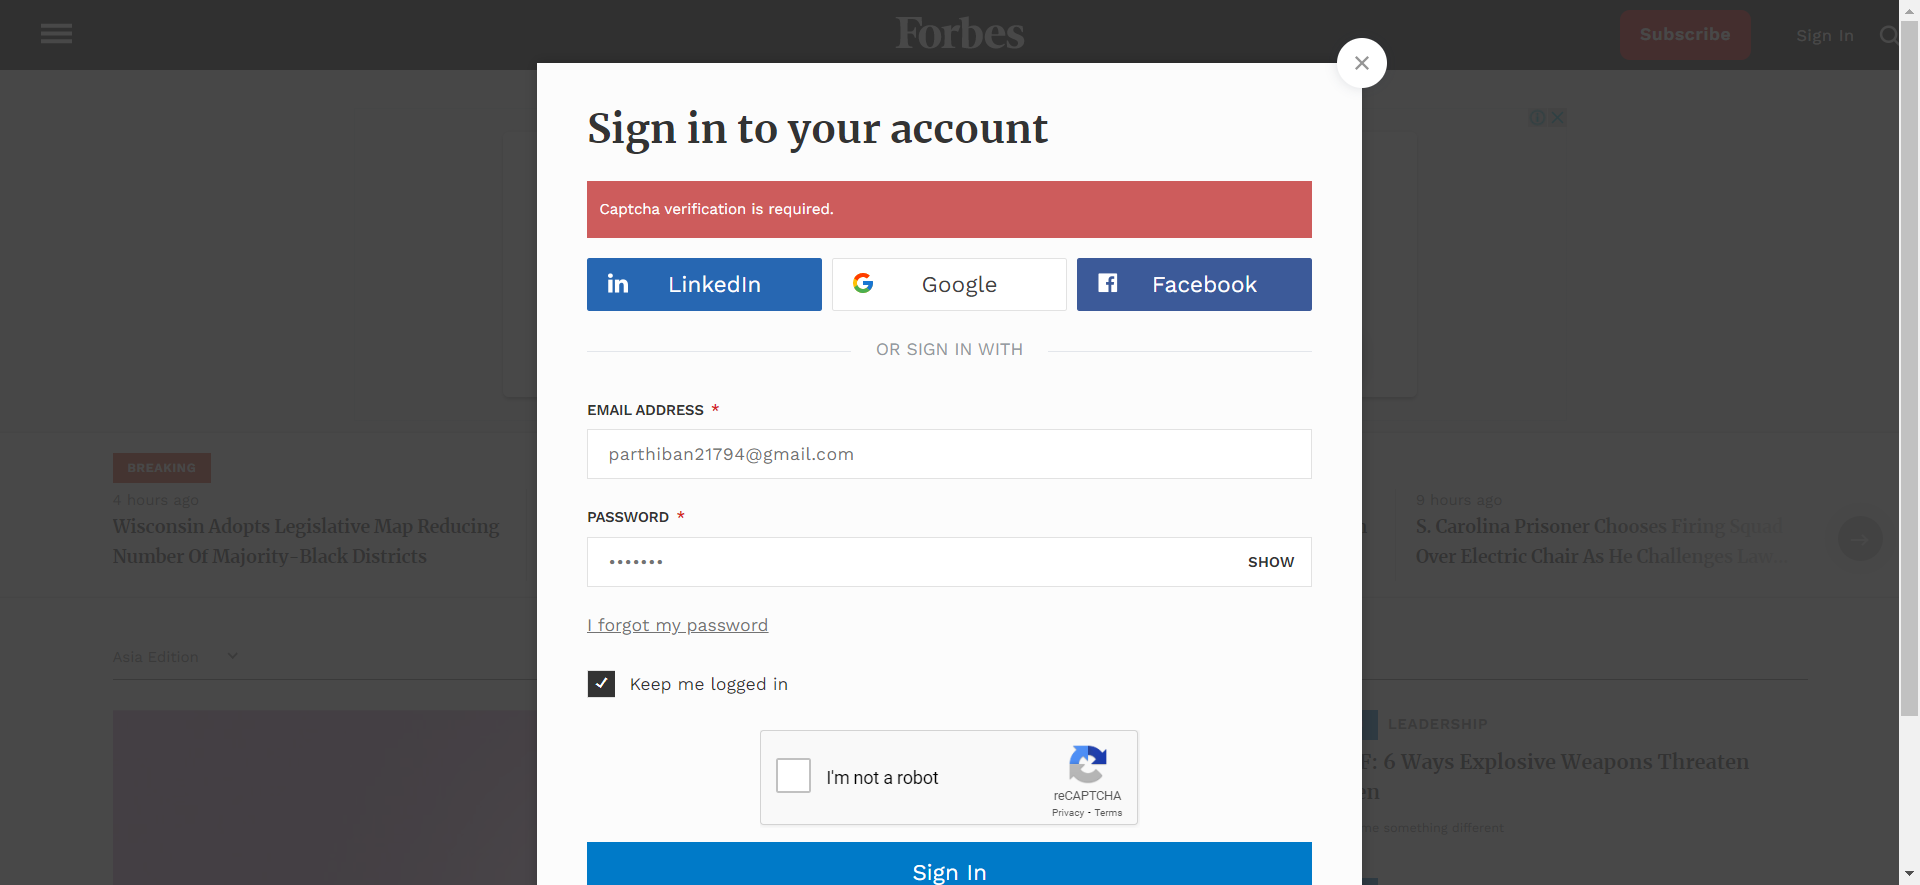 Forbes
Subscribe
Sign In
Sign in to your account
Captcha verification is required.
in LinkedIn
G Google
f Facebook
OR SIGN IN WITH
EMAIL ADDRESS *
parthiban21794@gmail.com
PASSWORD *
•••••••
SHOW
I forgot my password
Keep me logged in
I'm not a robot
reCAPTCHA
Privacy - Terms
Sign In
BREAKING
4 hours ago
Wisconsin Adopts Legislative Map Reducing
Number Of Majority-Black Districts
9 hours ago
S. Carolina Prisoner Chooses Firing Squad
Over Electric Chair As He Challenges Law...
Asia Edition
LEADERSHIP
F: 6 Ways Explosive Weapons Threaten
en
me something different